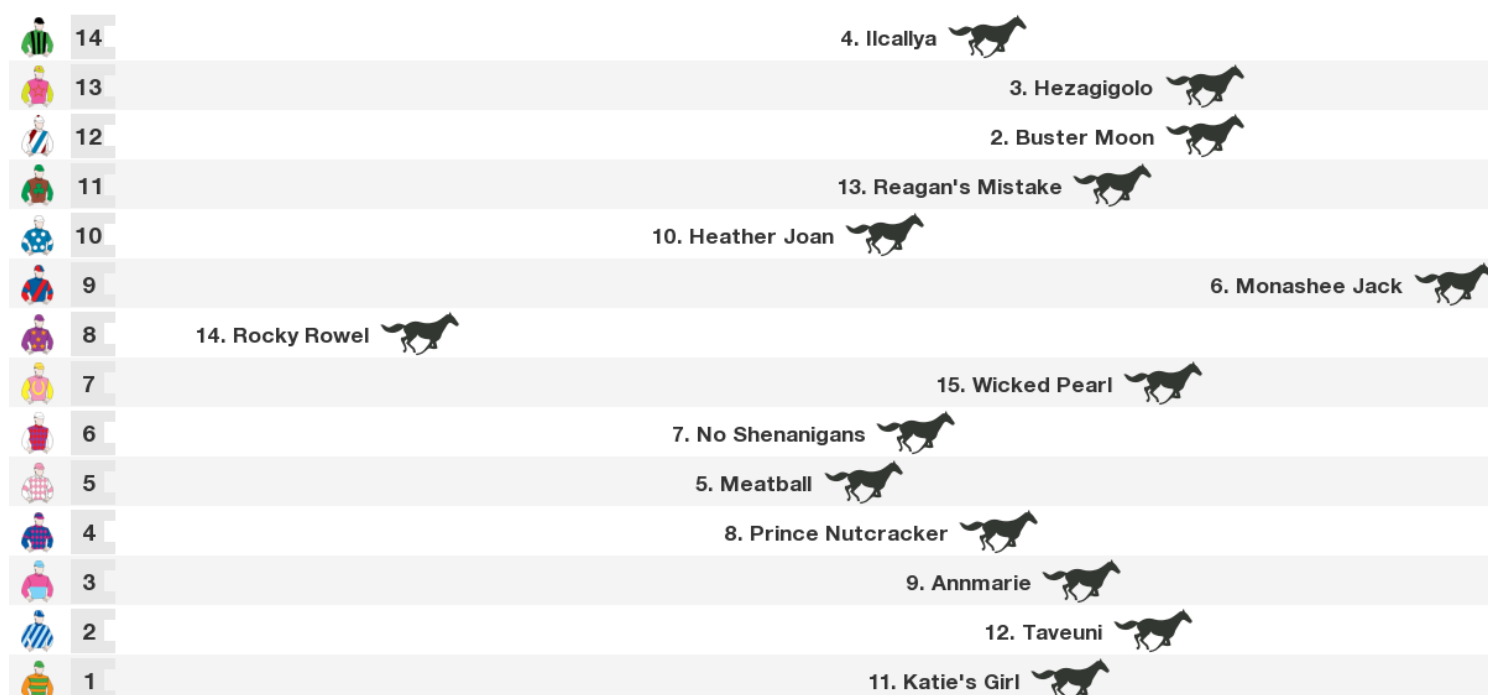 14 4. Ilcallya
13 3. Hezagigolo
12 2. Buster Moon
11 13. Reagan's Mistake
10 10. Heather Joan
9 6. Monashee Jack
8 14. Rocky Rowel
7 15. Wicked Pearl
6 7. No Shenanigans
5 5. Meatball
4 8. Prince Nutcracker
3 9. Annmarie
2 12. Taveuni
1 11. Katie's Girl